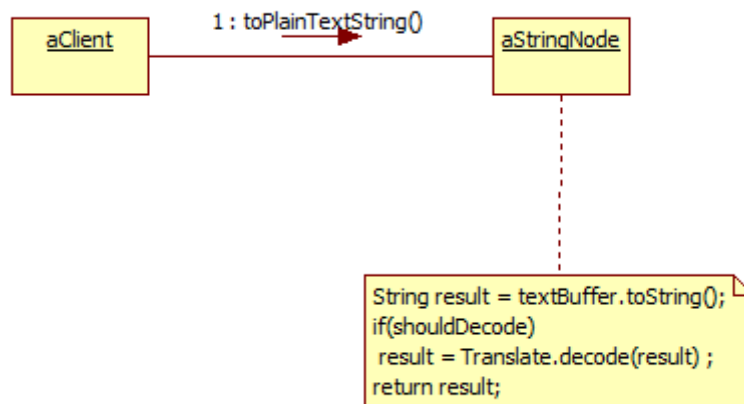 1 : toPlainTextString()
aClient
aStringNode
String result = textBuffer.toString();
if(shouldDecode)
result = Translate.decode(result) ;
return result;